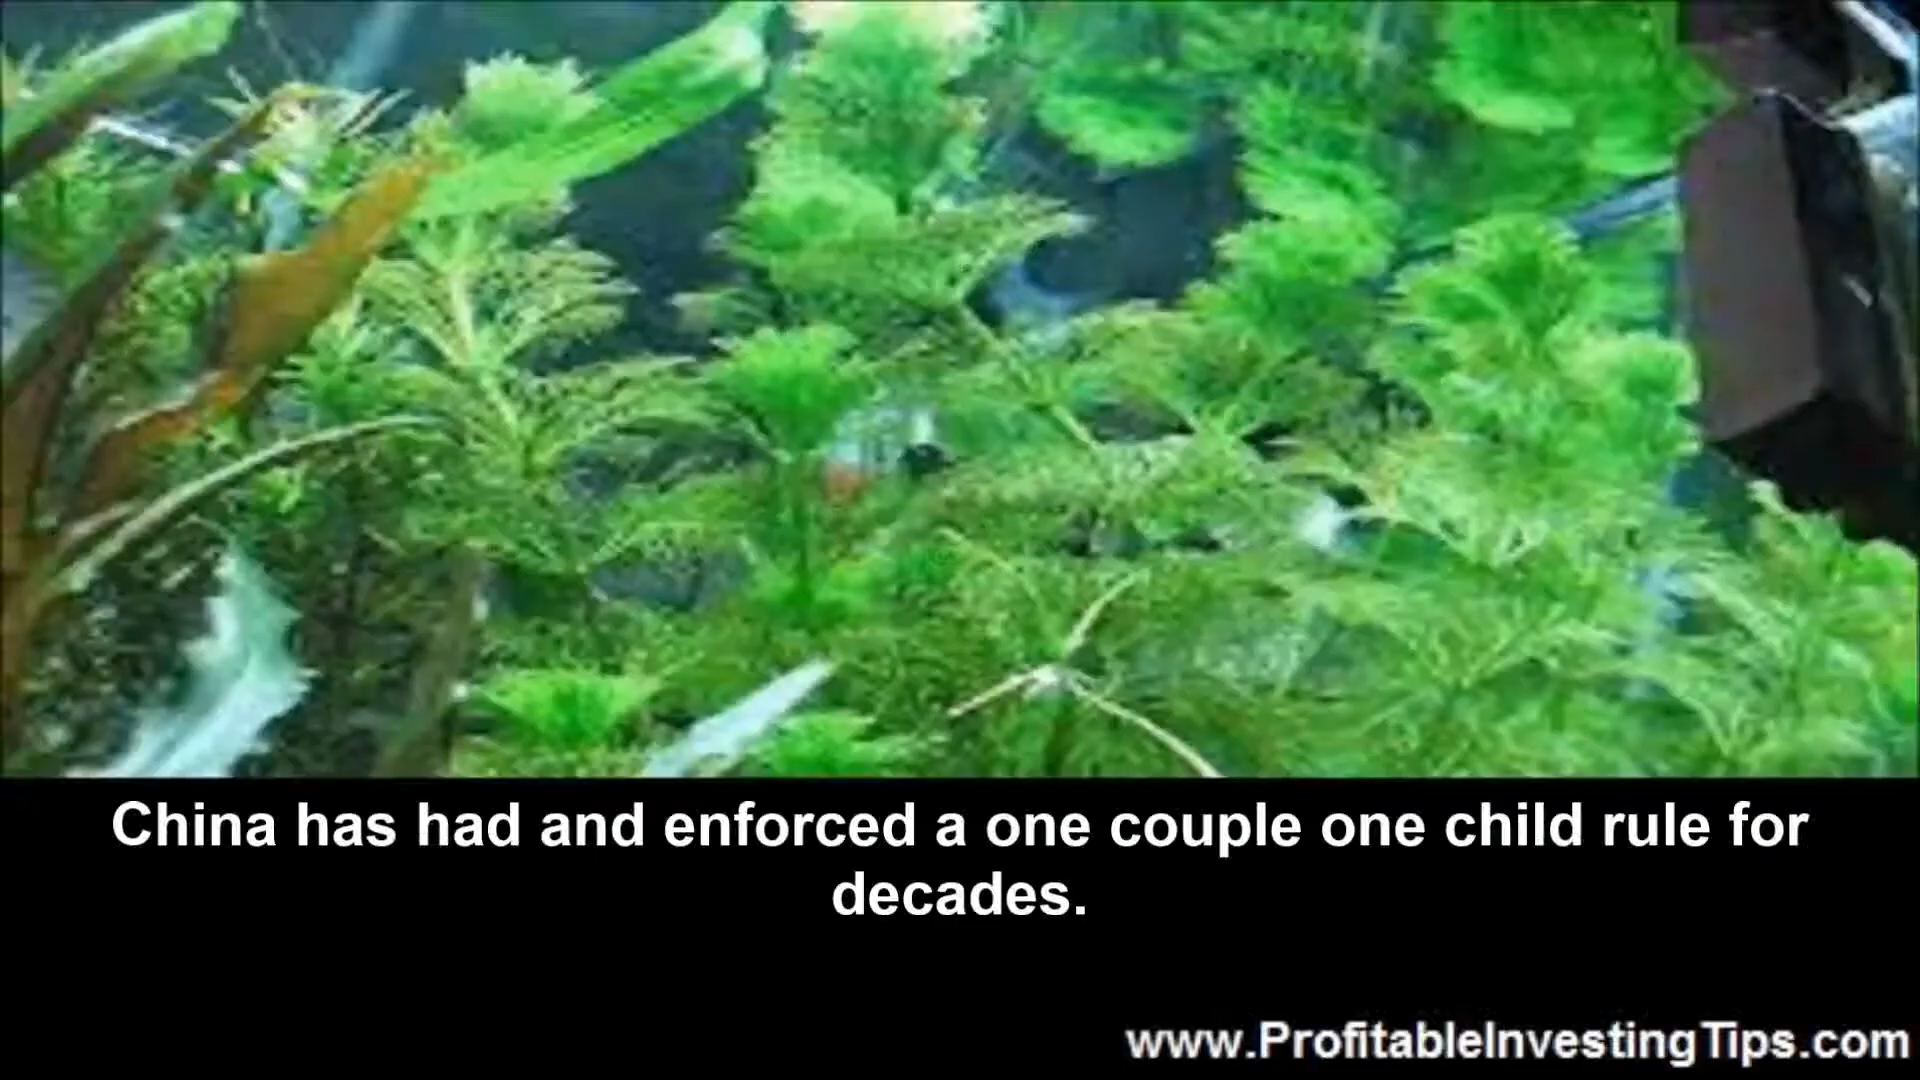 China has had and enforced a one couple one child rule for
decades.
www.ProfitableInvestingTips.com